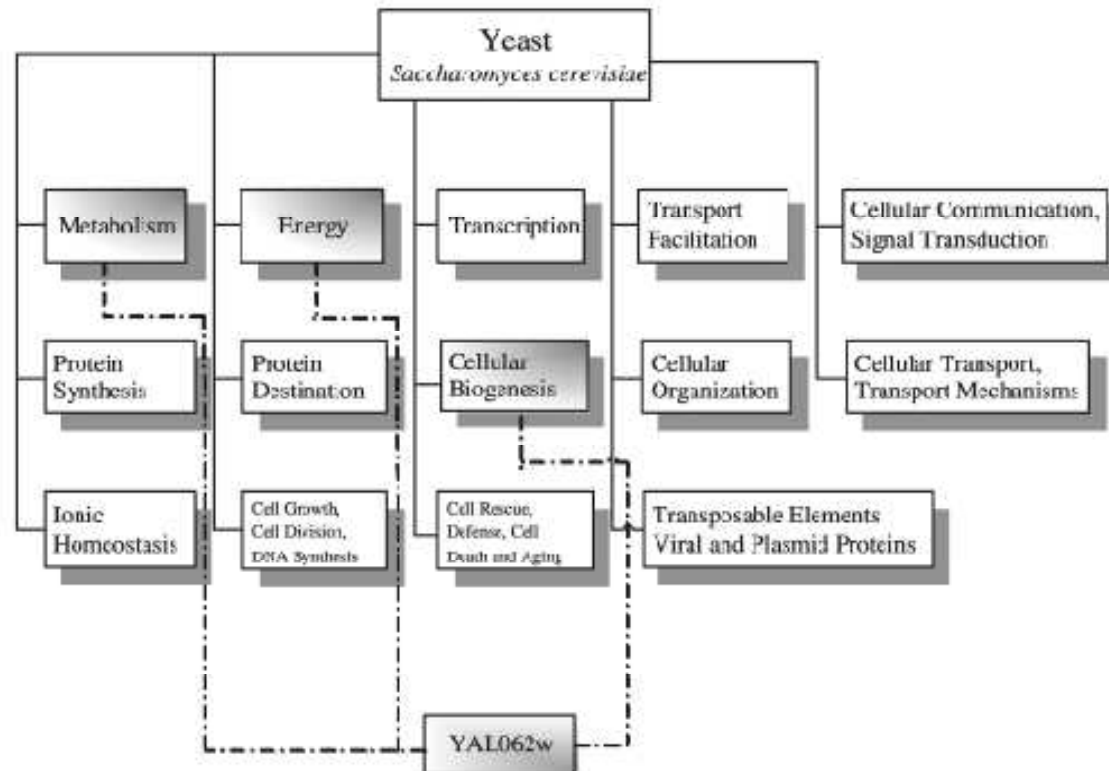 Yeast
Saccharomyces cerevisiae
Metabolism
Energy
Transcription
Transport
Facilitation
Cellular Communication,
Signal Transduction
Protein
Synthesis
Protein
Destination
Cellular
Biogenesis
Cellular
Organization
Cellular Transport,
Transport Mechanisms
Ionic
Homeostasis
Cell Growth,
Cell Division,
DNA Synthesis
Cell Rescue,
Defense, Cell
Death and Aging
Transposable Elements
Viral and Plasmid Proteins
YAL062w